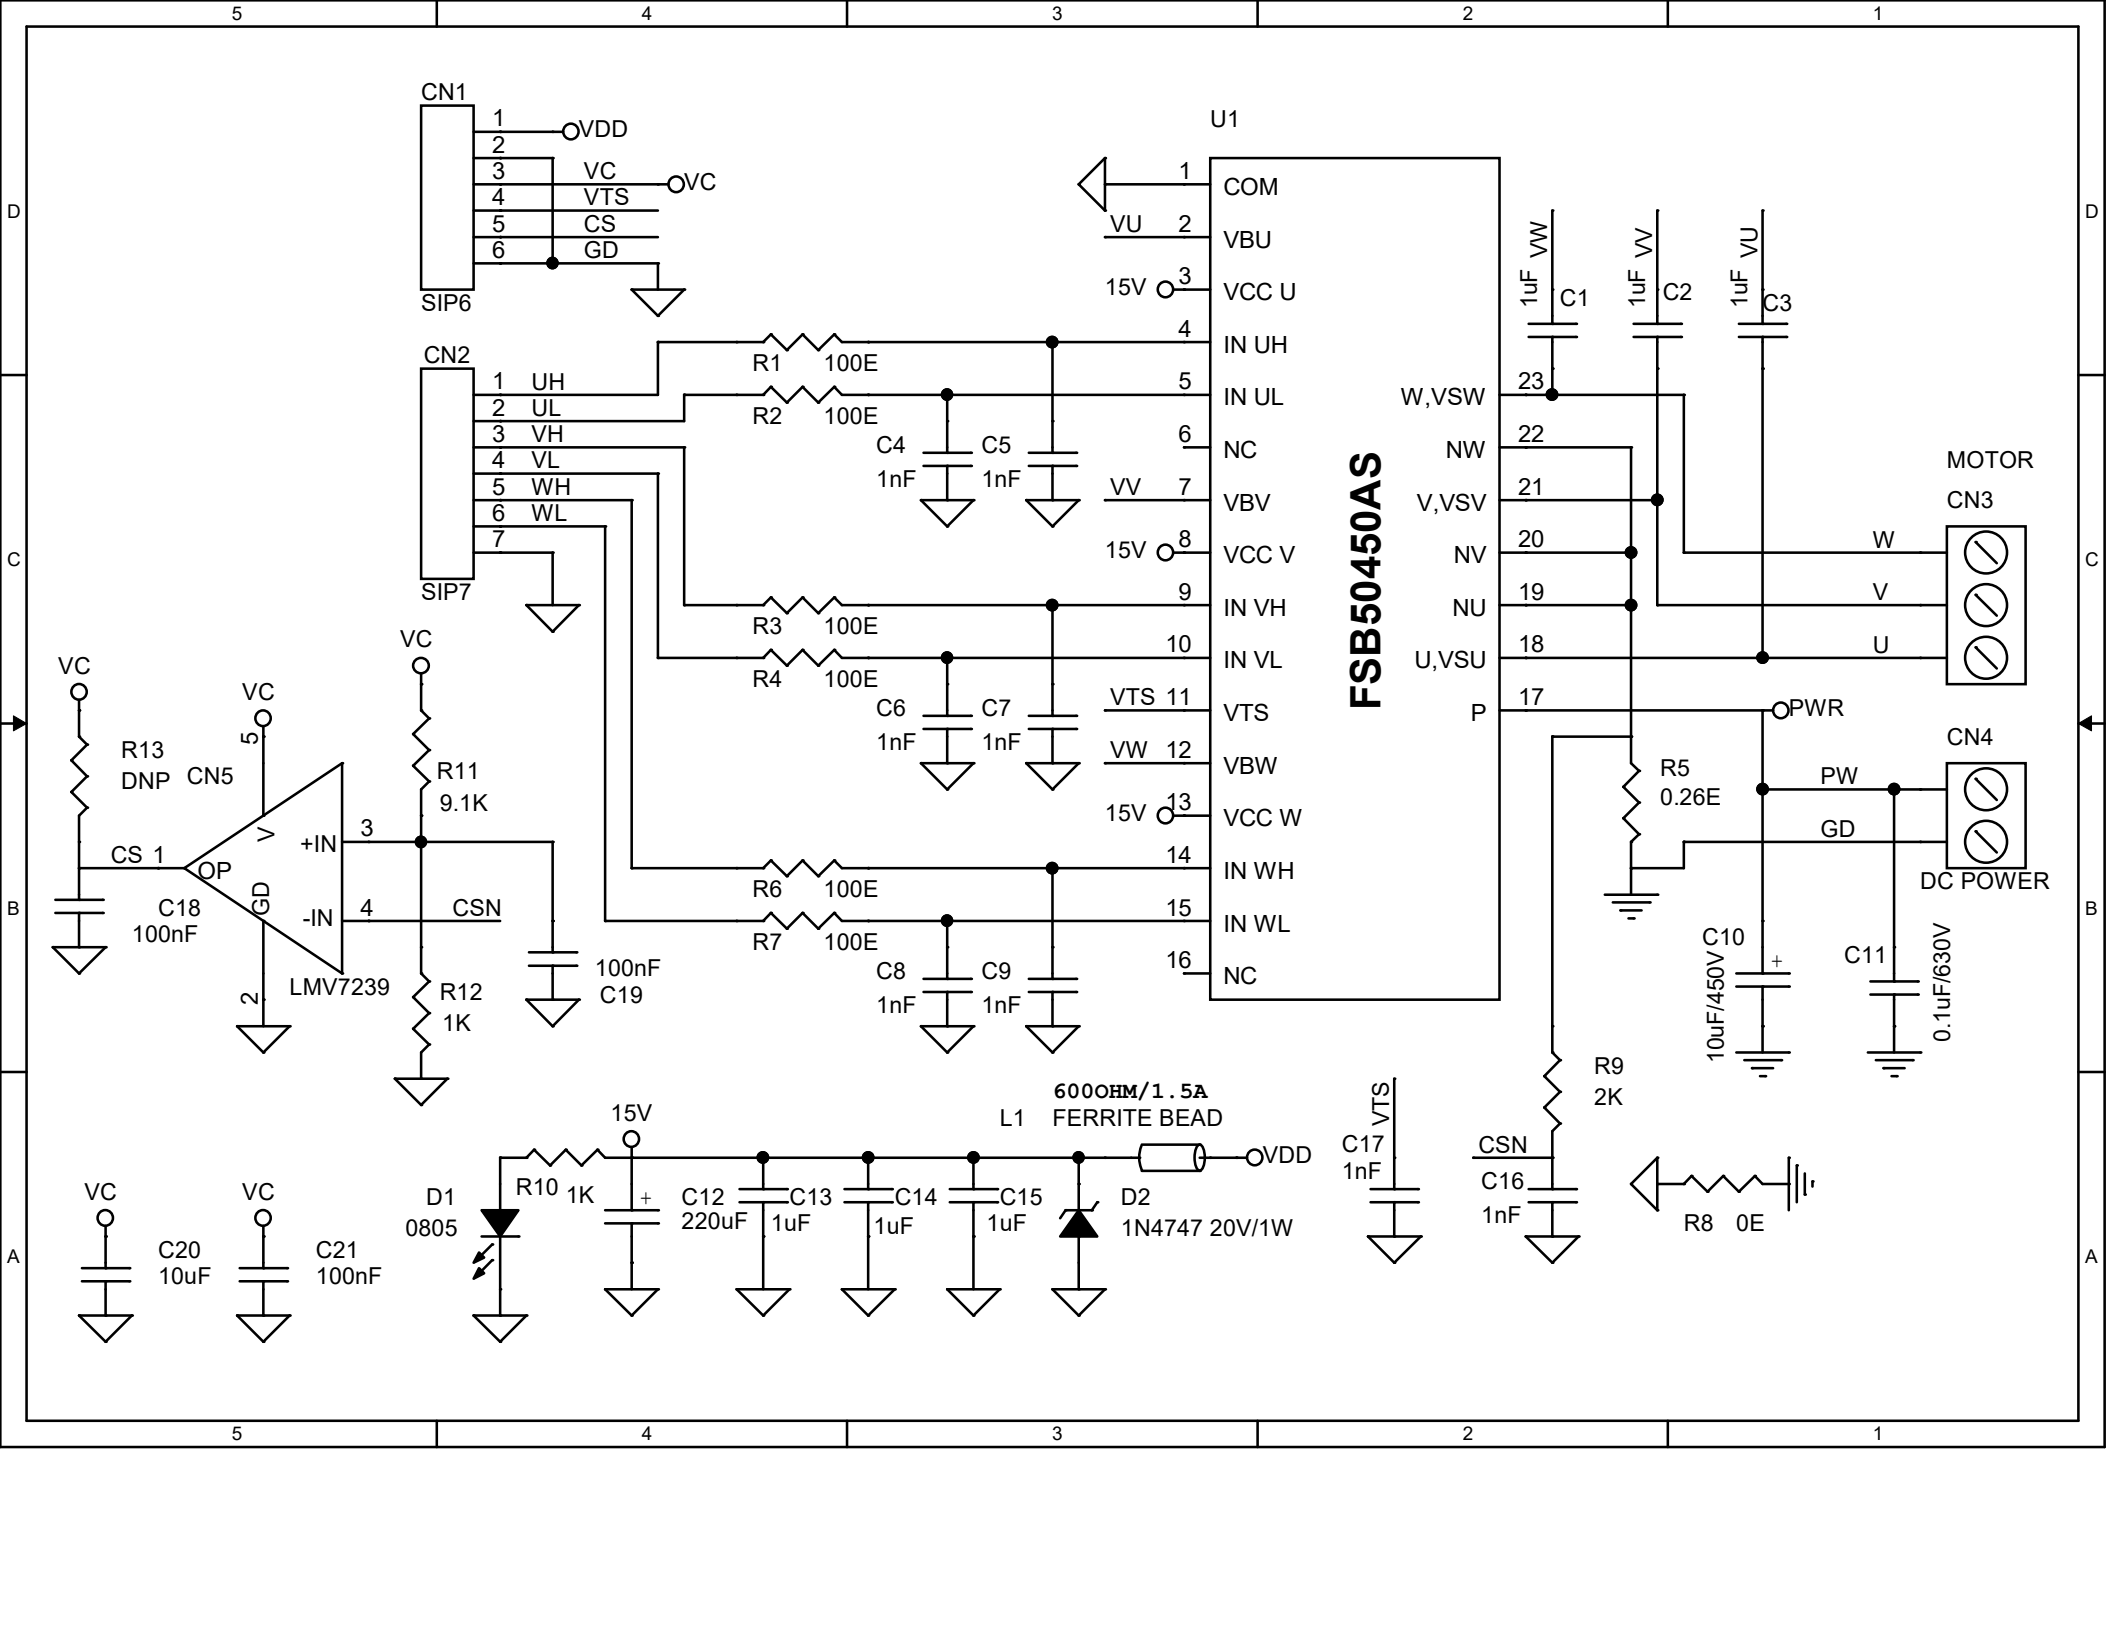 5 4 3 2 1
D
D
C
C
B
B
A
A
CN1
1
VDD
2
3 VC
VC
4 VTS
5 CS
6 GD
SIP6
CN2
1 UH
2 UL
3 VH
4 VL
5 WH
6 WL
7
SIP7
R1 100E
R2 100E
C4
1nF
C5
1nF
R3 100E
R4 100E
C6
1nF
C7
1nF
R6 100E
R7 100E
C8
1nF
C9
1nF
U1
FSB50450AS
1 COM
VU 2 VBU
15V 3 VCC U
4 IN UH
5 IN UL
6 NC
VV 7 VBV
15V 8 VCC V
9 IN VH
10 IN VL
VTS 11 VTS
VW 12 VBW
15V 13 VCC W
14 IN WH
15 IN WL
16 NC
W,VSW 23
NW 22
V,VSV 21
NV 20
NU 19
U,VSU 18
P 17
PWR
VW
1uF
C1
VV
1uF
C2
VU
1uF
C3
MOTOR
CN3
W
V
U
CN4
PW
GD
DC POWER
R5
0.26E
C10
+
10uF/450V
C11
0.1uF/630V
VC
R13
DNP
VC
5
CN5
VC
R11
9.1K
V
+IN
3
CS 1
OP
GD
-IN
4
CSN
C18
100nF
2
LMV7239
R12
1K
100nF
C19
VC
C20
10uF
VC
C21
100nF
D1
0805
R10 1K
15V
+
C12
220uF
C13
1uF
C14
1uF
C15
1uF
600OHM/1.5A
L1 FERRITE BEAD
VDD
D2
1N4747 20V/1W
VTS
C17
1nF
R9
2K
CSN
C16
1nF
R8 0E
5 4 3 2 1